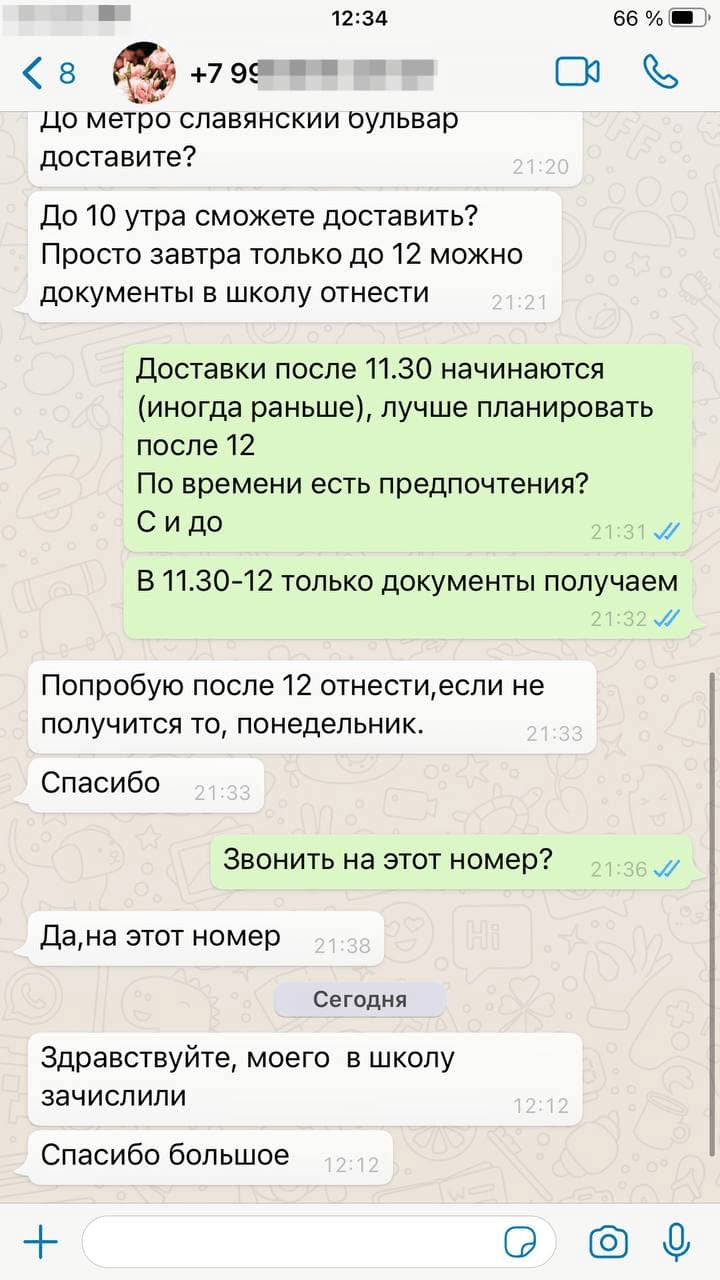 12:34
66 %
8
+7 99
До метро славянский бульвар
доставите?
21:20
До 10 утра сможете доставить?
Просто завтра только до 12 можно
документы в школу отнести
21:21
Доставки после 11.30 начинаются
(иногда раньше), лучше планировать
после 12
По времени есть предпочтения?
С и до
21:31
В 11.30-12 только документы получаем
21:32
Попробую после 12 отнести,если не
получится то, понедельник.
21:33
Спасибо
21:33
Звонить на этот номер?
21:36
Да,на этот номер
21:38
Hi
Сегодня
Здравствуйте, моего  в школу
зачислили
12:12
Спасибо большое
12:12